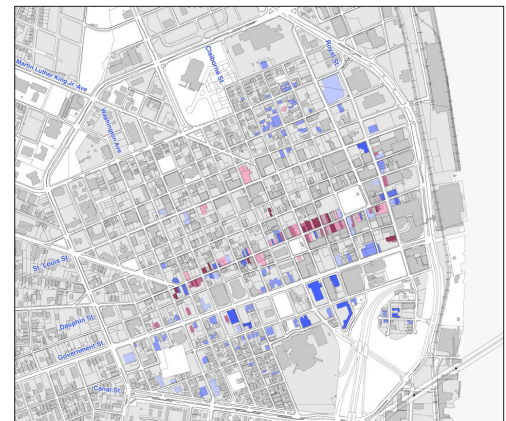 Royal St.
Claiborne St.
Martin Luther King Jr. Ave
Washington Ave.
St. Louis St.
Dauphin St.
Government St.
Canal St.